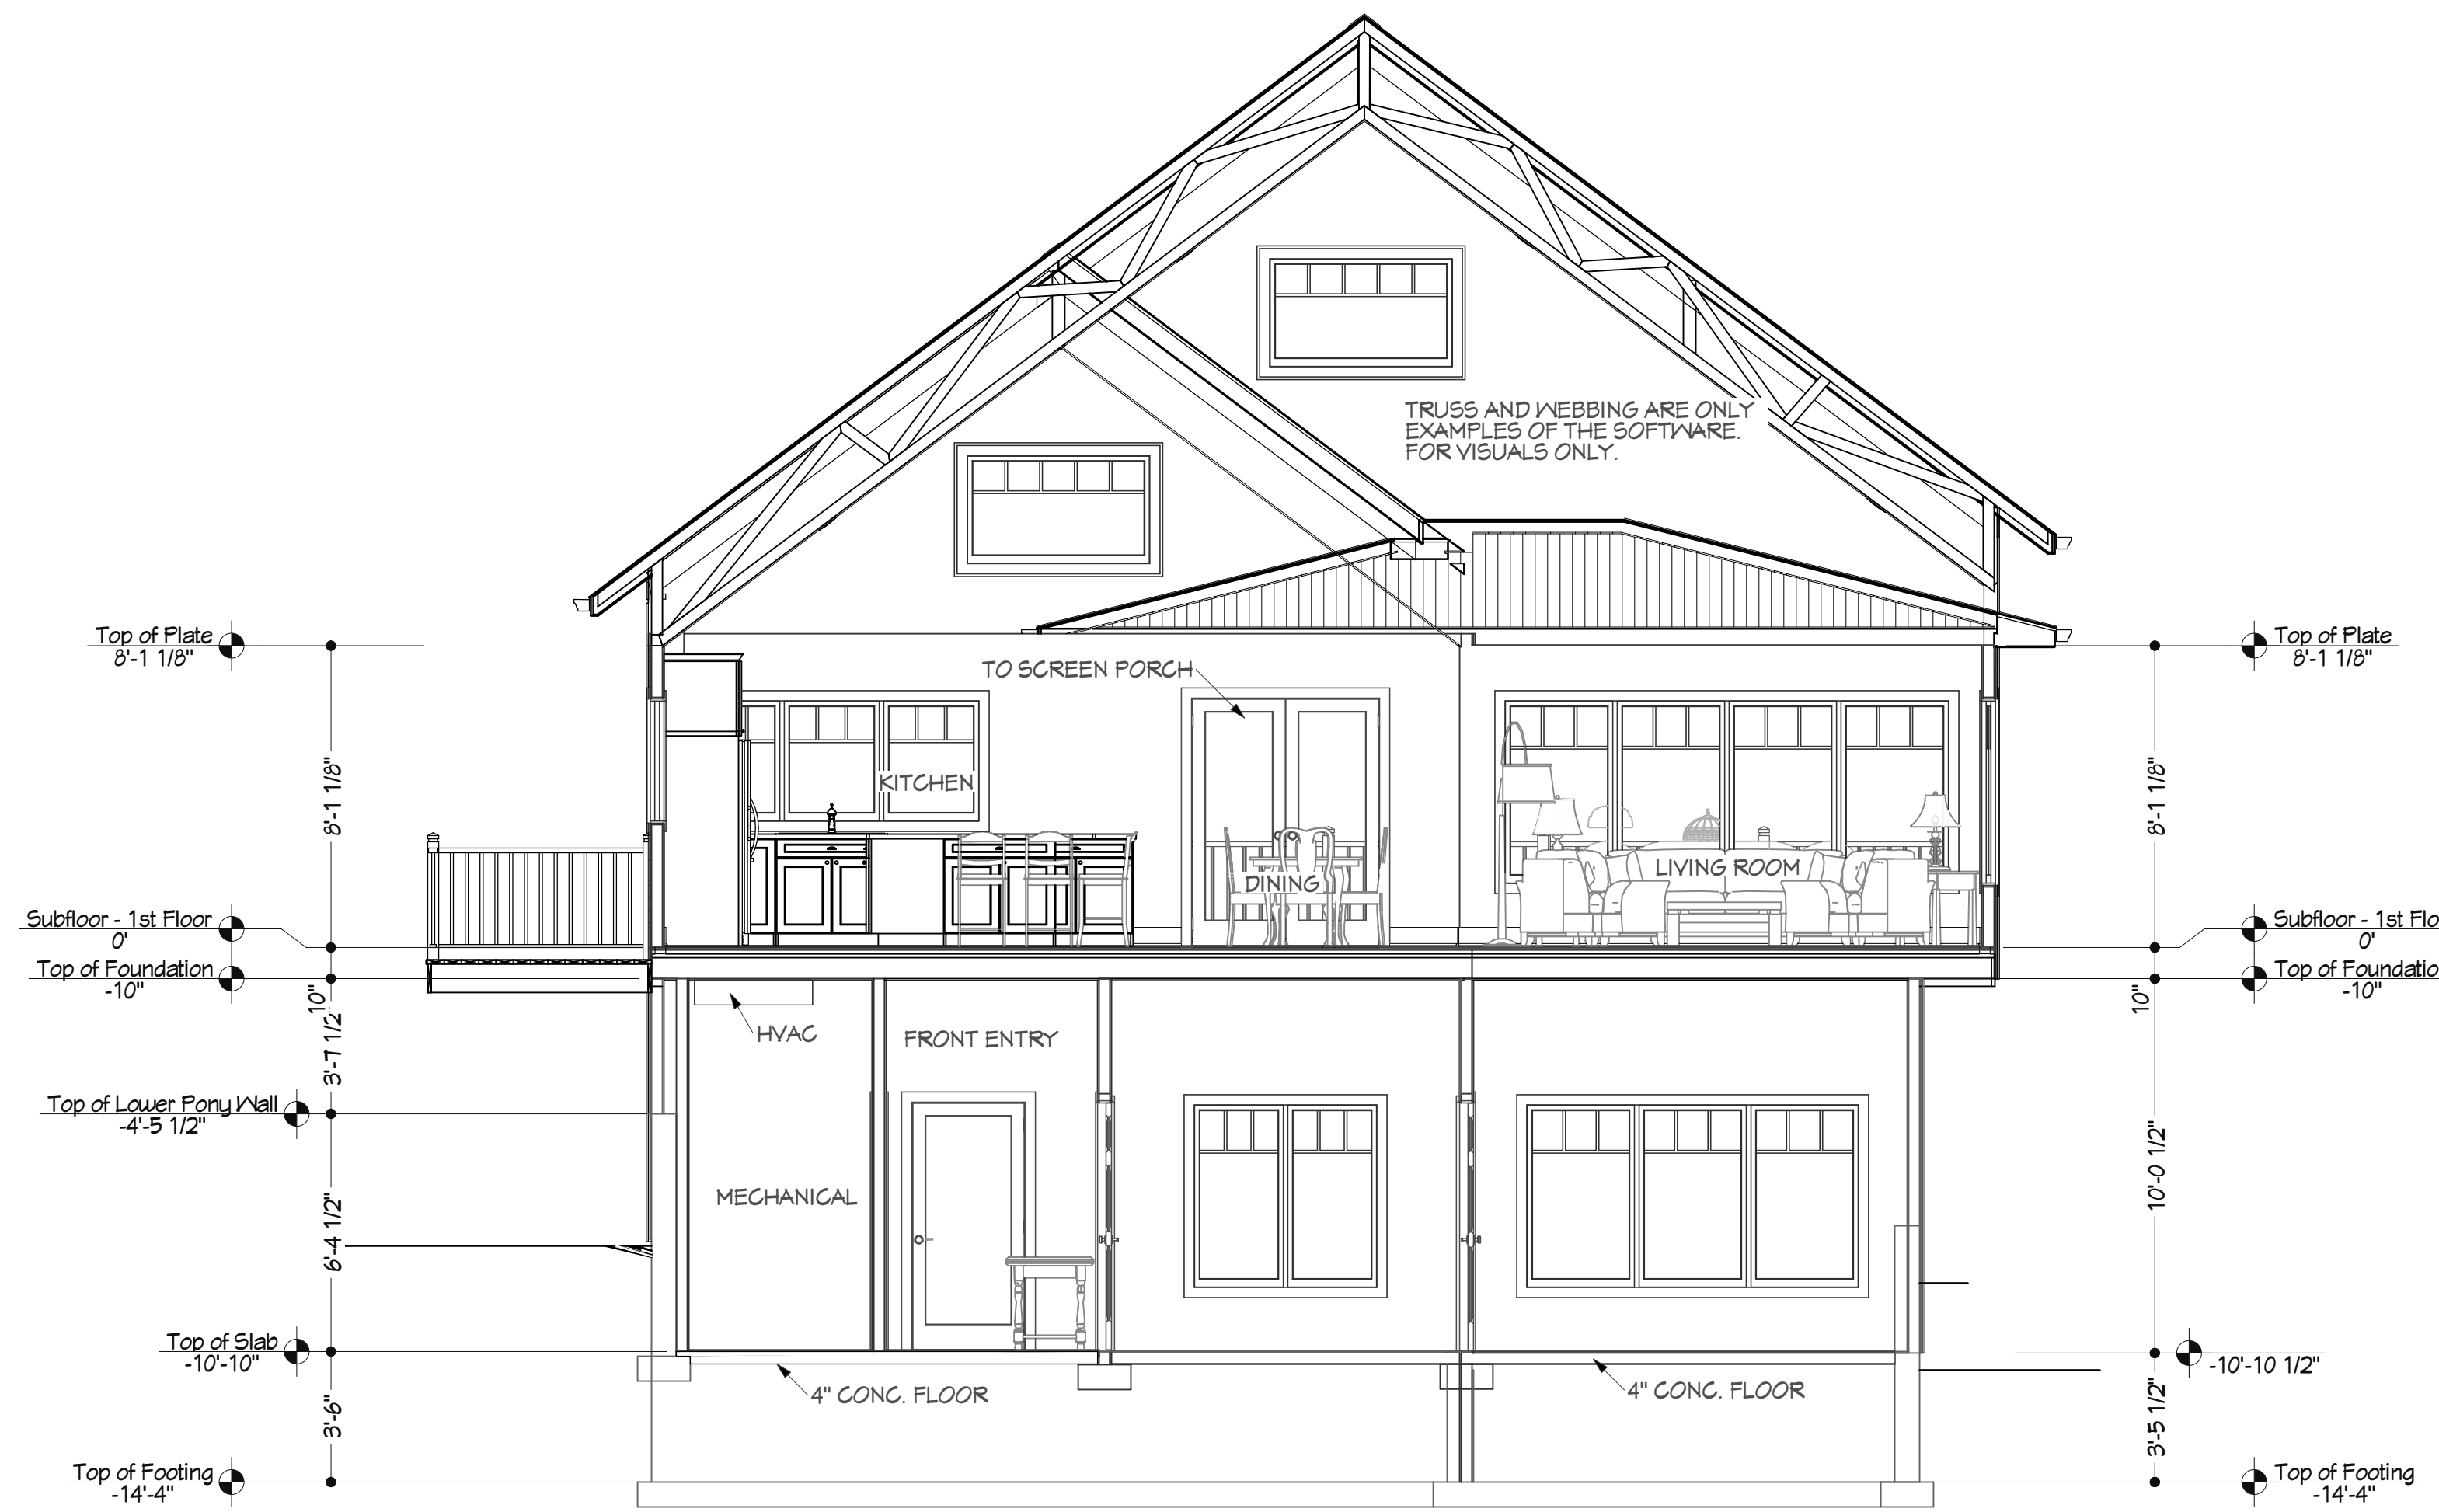 TRUSS AND WEBBING ARE ONLY
EXAMPLES OF THE SOFTWARE.
FOR VISUALS ONLY.
Top of Plate
8'-1 1/8"
Top of Plate
8'-1 1/8"
TO SCREEN PORCH
8'-1 1/8"
KITCHEN
DINING
LIVING ROOM
8'-1 1/8"
Subfloor - 1st Floor
0'
Subfloor - 1st Flo
0'
Top of Foundation
-10"
Top of Foundatio
-10"
10"
10"
3'-7 1/2"
HVAC
FRONT ENTRY
Top of Lower Pony Wall
-4'-5 1/2"
MECHANICAL
6'-4 1/2"
10'-0 1/2"
Top of Slab
-10'-10"
-10'-10 1/2"
4" CONC. FLOOR
4" CONC. FLOOR
3'-6"
3'-5 1/2"
Top of Footing
-14'-4"
Top of Footing
-14'-4"